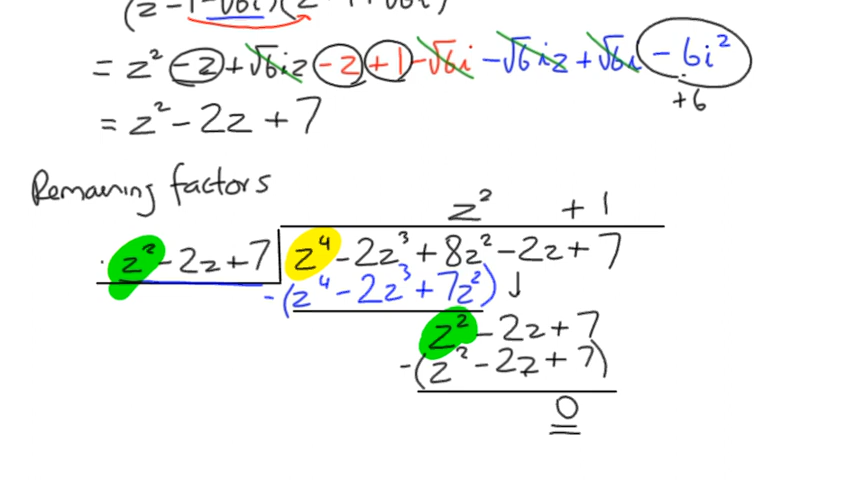 = z² - z + √6iz - z + 1 - √6i - √6iz + √6i - 6i²
+6
= z² - 2z + 7
Remaining factors
z² + 1
z² - 2z + 7 z⁴ - 2z³ + 8z² - 2z + 7
-(z⁴ - 2z³ + 7z²) ↓
z² - 2z + 7
-(z² - 2z + 7)
0